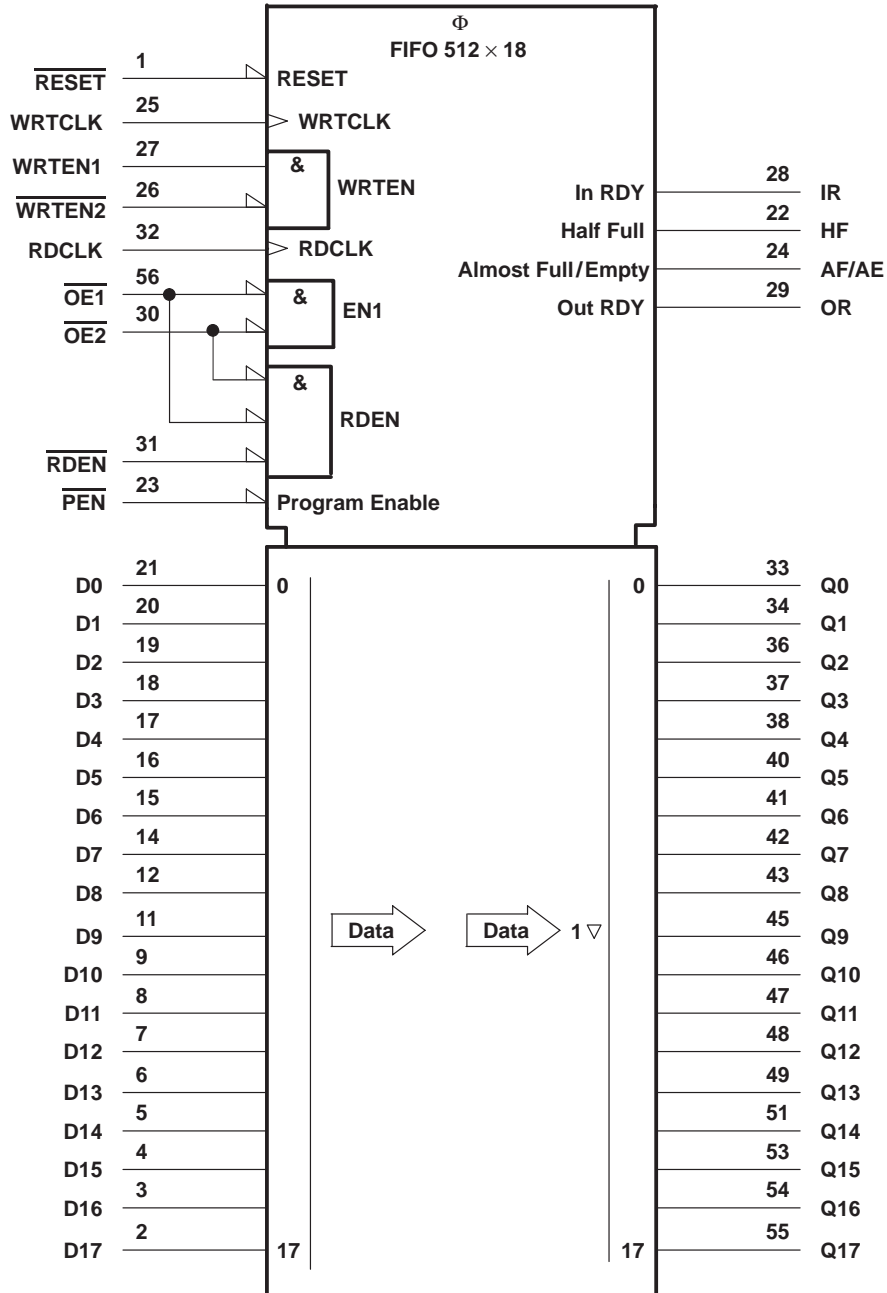 Φ
FIFO 512 × 18
RESET 1 RESET
WRTCLK 25 WRTCLK
WRTEN1 27 & WRTEN
WRTEN2 26
RDCLK 32 RDCLK
OE1 56 & EN1
OE2 30
& RDEN
RDEN 31
PEN 23 Program Enable
In RDY 28 IR
Half Full 22 HF
Almost Full/Empty 24 AF/AE
Out RDY 29 OR
D0 21 0 0 33 Q0
D1 20 34 Q1
D2 19 36 Q2
D3 18 37 Q3
D4 17 38 Q4
D5 16 40 Q5
D6 15 41 Q6
D7 14 42 Q7
D8 12 43 Q8
D9 11 Data Data 1 ▽ 45 Q9
D10 9 46 Q10
D11 8 47 Q11
D12 7 48 Q12
D13 6 49 Q13
D14 5 51 Q14
D15 4 53 Q15
D16 3 54 Q16
D17 2 17 17 55 Q17